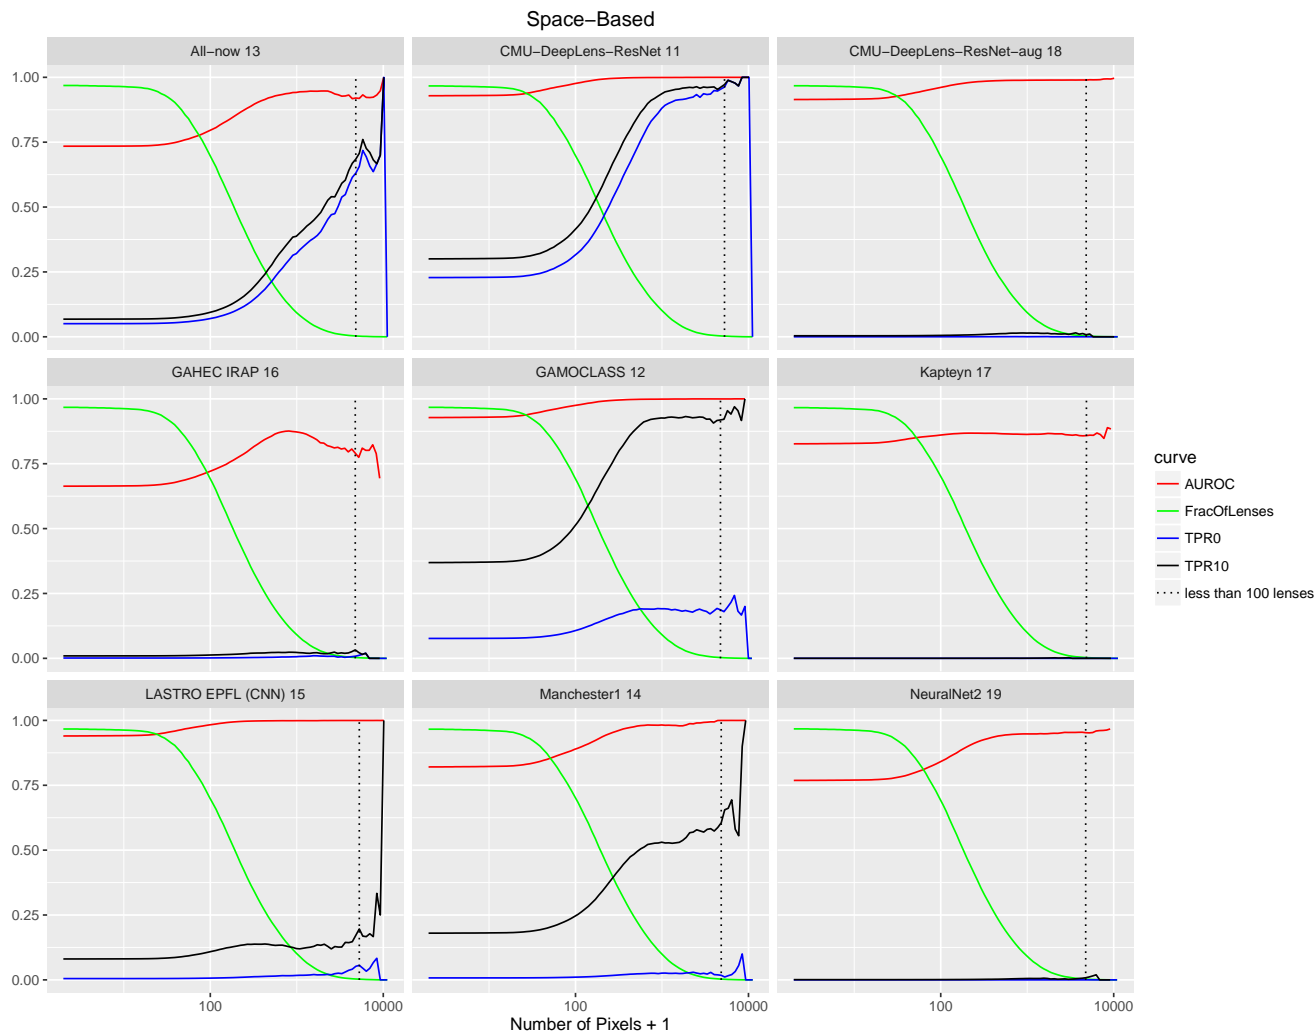 Space−Based
All−now 13
CMU−DeepLens−ResNet 11
CMU−DeepLens−ResNet−aug 18
1.00
0.75
0.50
0.25
0.00
GAHEC IRAP 16
GAMOCLASS 12
Kapteyn 17
1.00
0.75
0.50
0.25
0.00
LASTRO EPFL (CNN) 15
Manchester1 14
NeuralNet2 19
1.00
0.75
0.50
0.25
0.00
100 10000
100 10000
100 10000
Number of Pixels + 1
curve
AUROC
FracOfLenses
TPR0
TPR10
less than 100 lenses